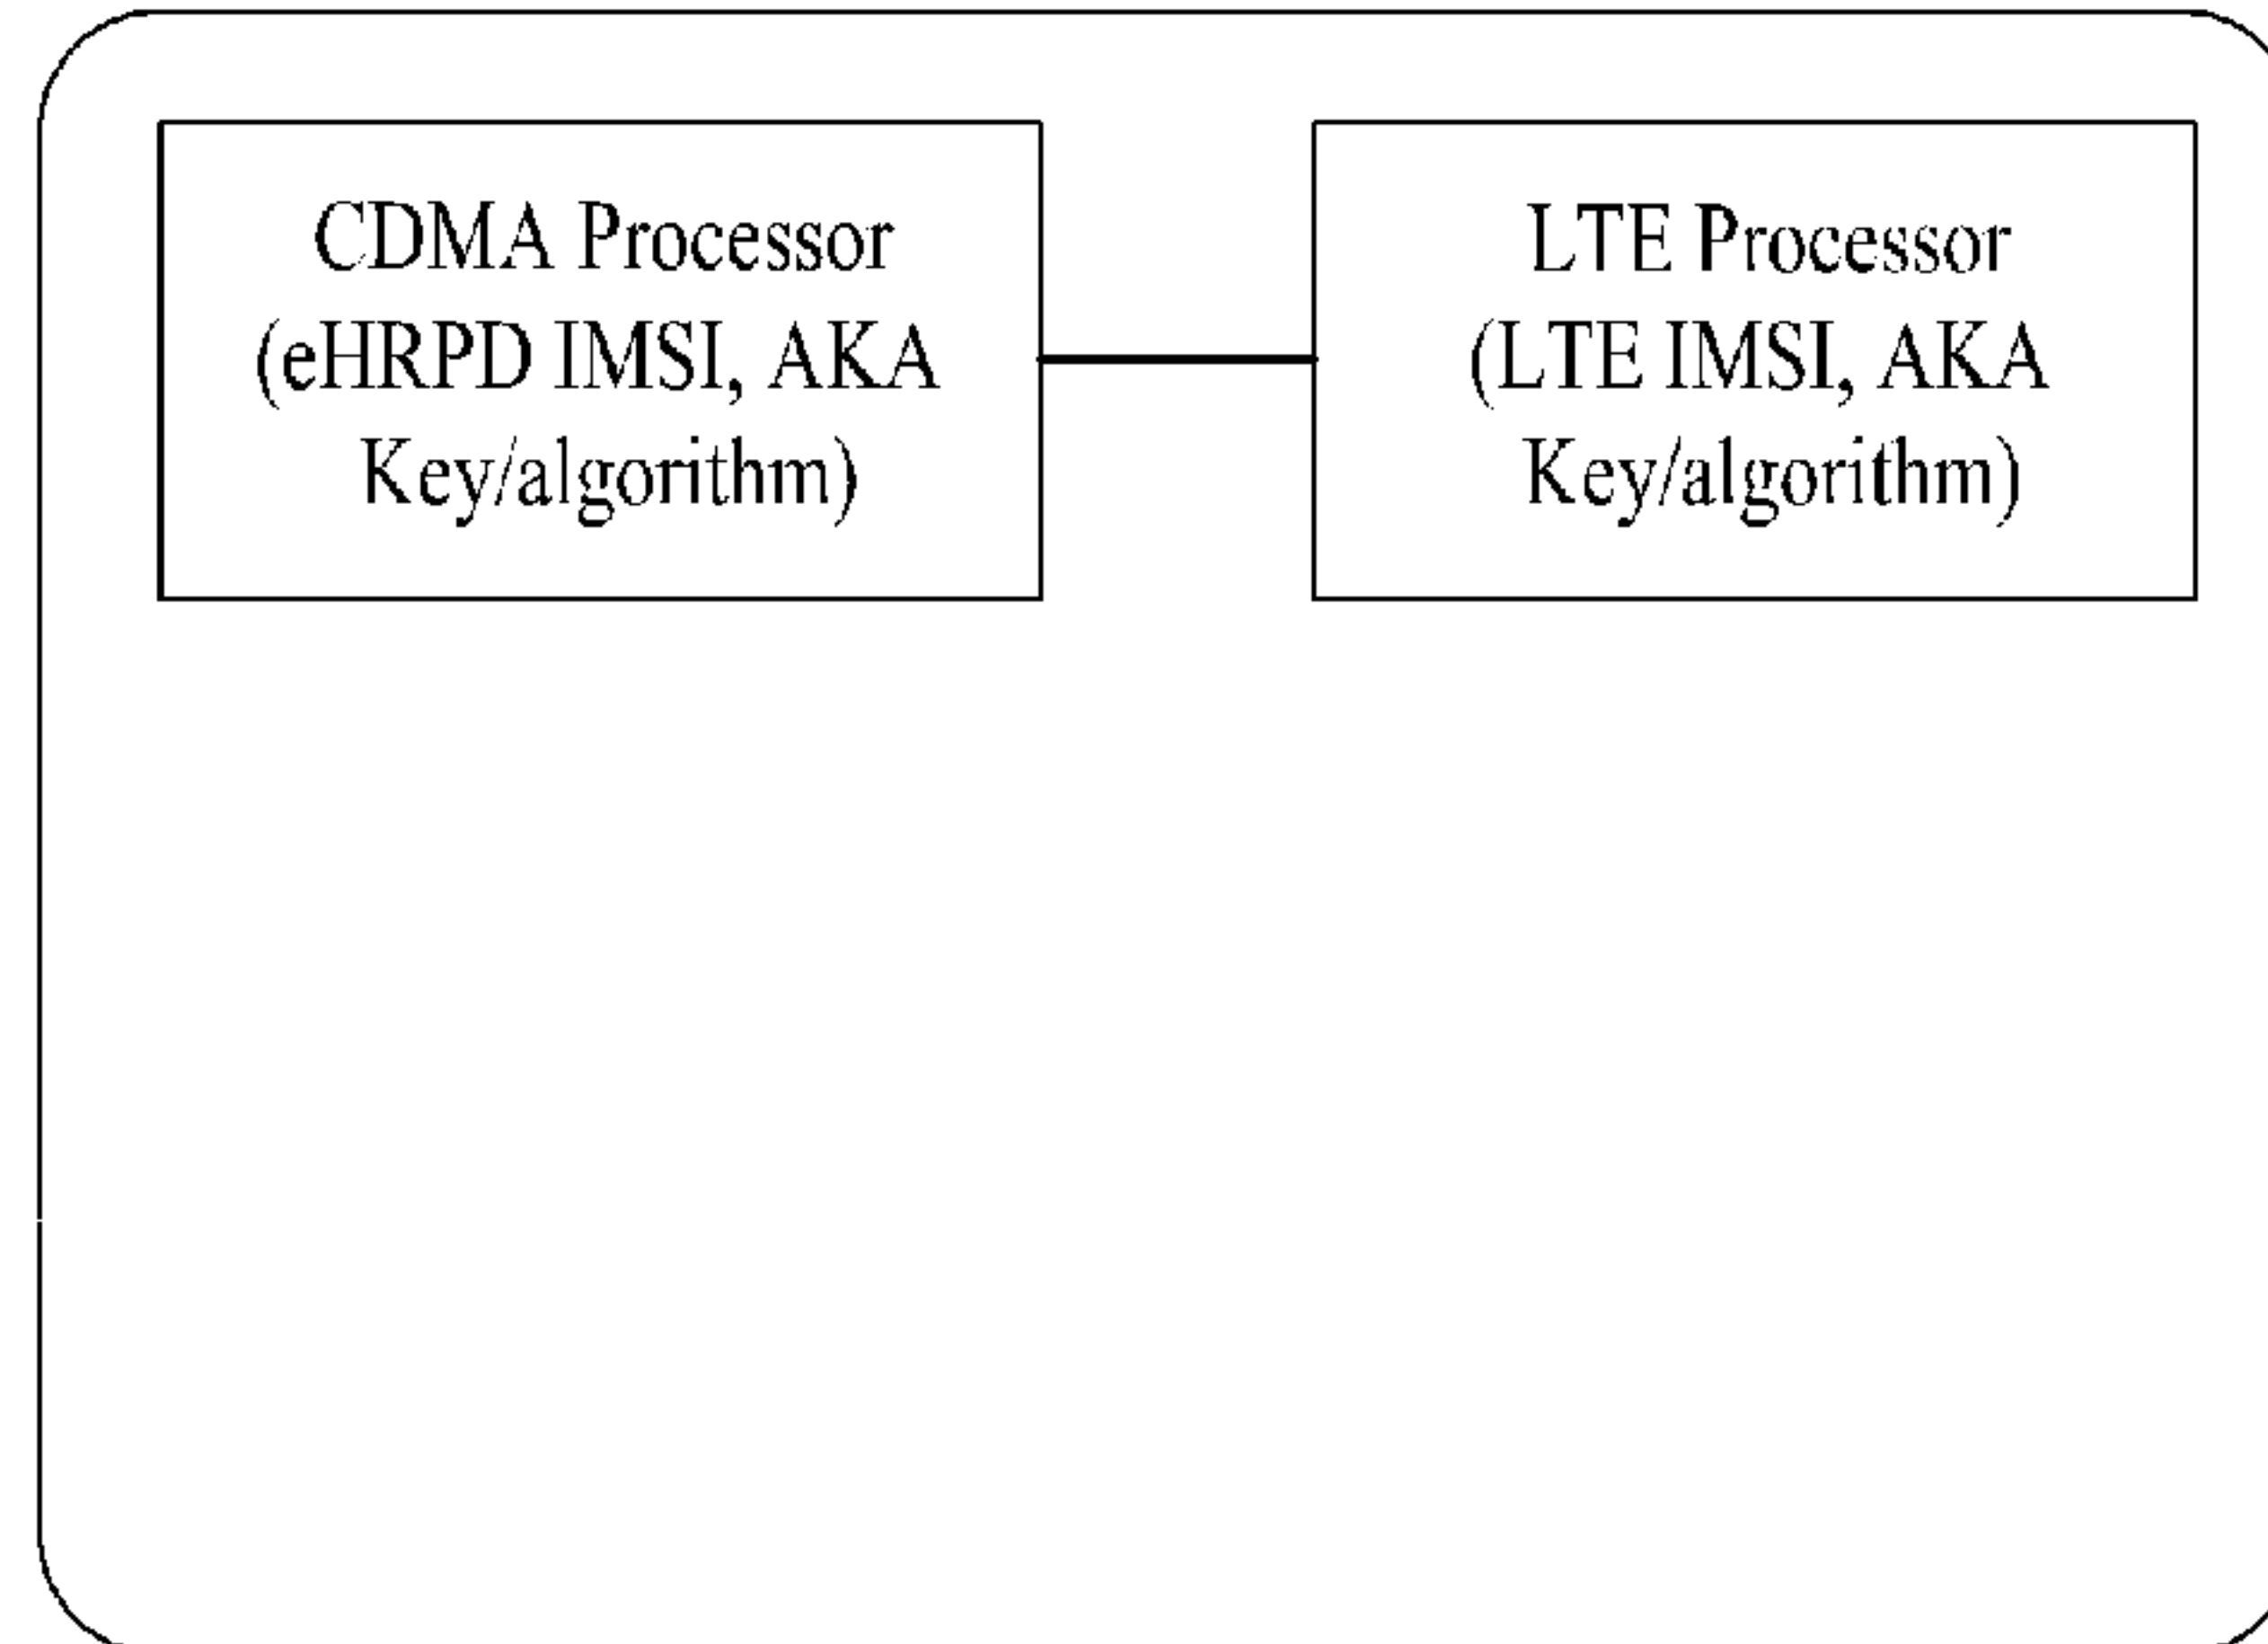 CDMA Processor
(eHRPD IMSI, AKA
Key/algorithm)
LTE Processor
(LTE IMSI, AKA
Key/algorithm)